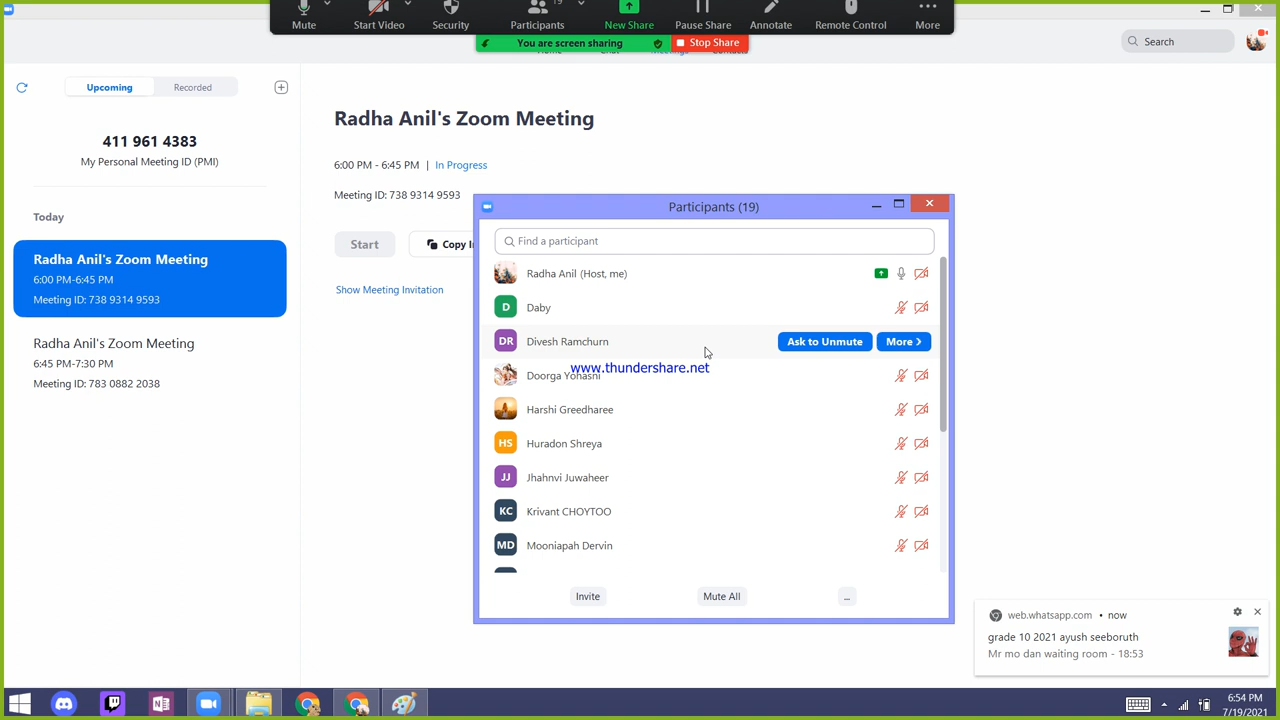 Mute
Start Video
Security
Participants
19
New Share
Pause Share
Annotate
Remote Control
More
You are screen sharing
Stop Share
Search
Upcoming
Recorded
411 961 4383
My Personal Meeting ID (PMI)
Today
Radha Anil's Zoom Meeting
6:00 PM-6:45 PM
Meeting ID: 738 9314 9593
Radha Anil's Zoom Meeting
6:45 PM-7:30 PM
Meeting ID: 783 0882 2038
Radha Anil's Zoom Meeting
6:00 PM - 6:45 PM | In Progress
Meeting ID: 738 9314 9593
Start
Copy In
Show Meeting Invitation
Participants (19)
Find a participant
Radha Anil (Host, me)
D Daby
DR Divesh Ramchurn
Ask to Unmute
More >
www.thundershare.net
Doorga Yohasni
Harshi Greedharee
HS Huradon Shreya
JJ Jhahnvi Juwaheer
KC Krivant CHOYTOO
MD Mooniapah Dervin
Invite
Mute All
...
web.whatsapp.com • now
grade 10 2021 ayush seeboruth
Mr mo dan waiting room - 18:53
6:54 PM
7/19/2021